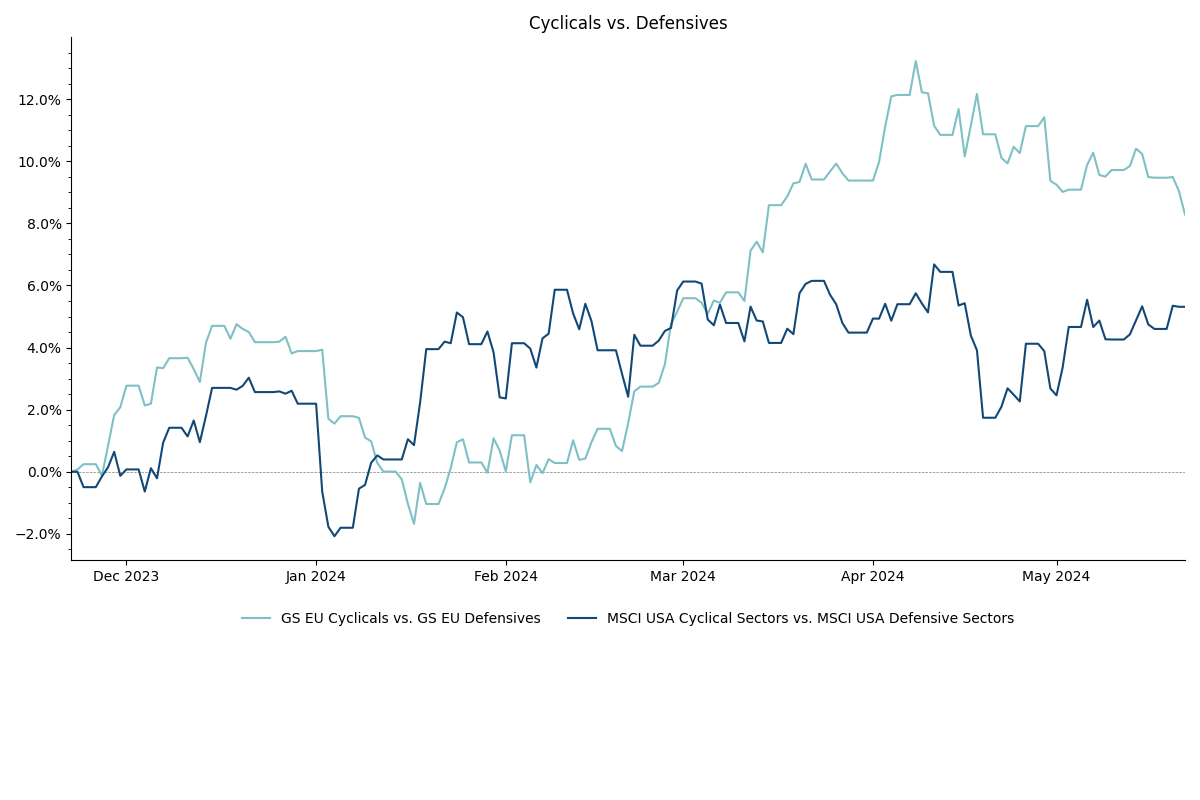 Cyclicals vs. Defensives
12.0%
10.0%
8.0%
6.0%
4.0%
2.0%
0.0%
−2.0%
Dec 2023 Jan 2024 Feb 2024 Mar 2024 Apr 2024 May 2024
GS EU Cyclicals vs. GS EU Defensives MSCI USA Cyclical Sectors vs. MSCI USA Defensive Sectors